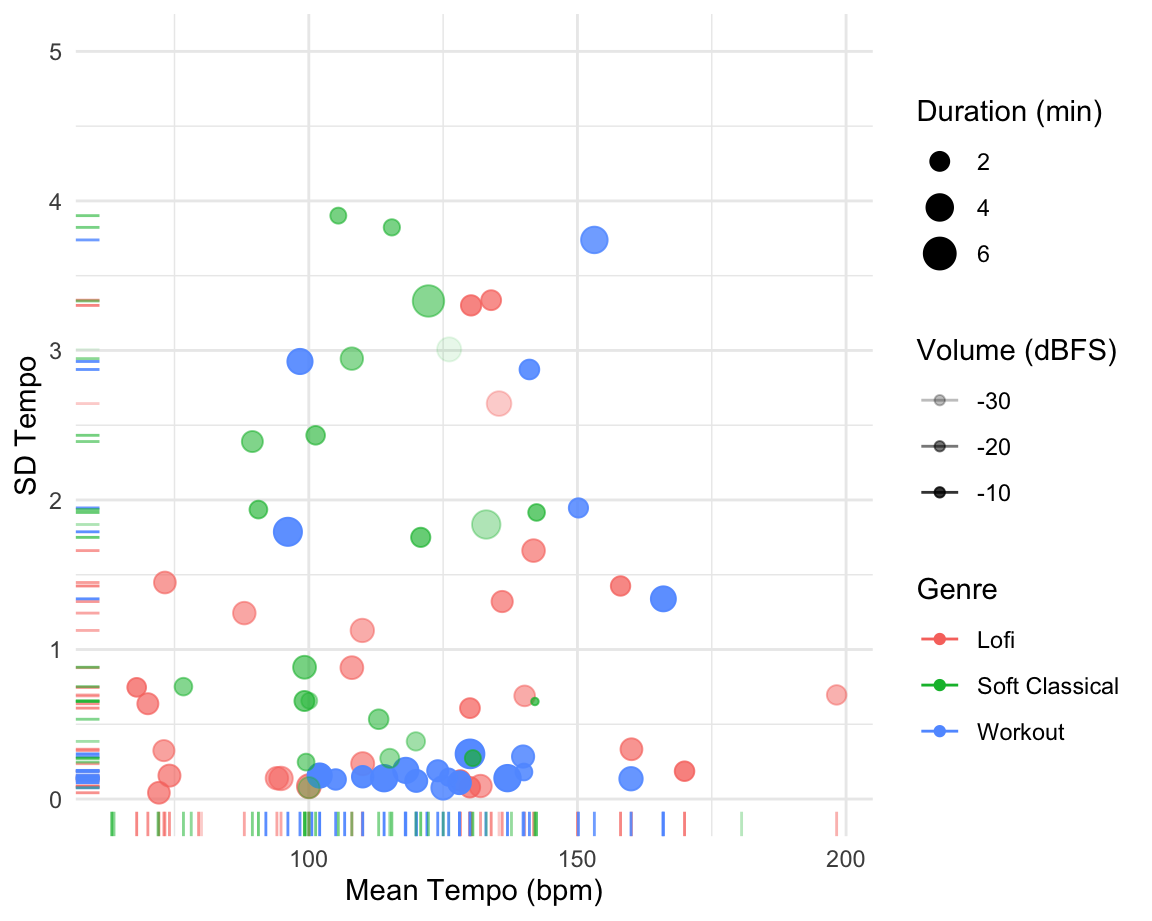 5
4
3
2
1
0
SD Tempo
100
150
200
Mean Tempo (bpm)
Duration (min)
2
4
6
Volume (dBFS)
-30
-20
-10
Genre
Lofi
Soft Classical
Workout